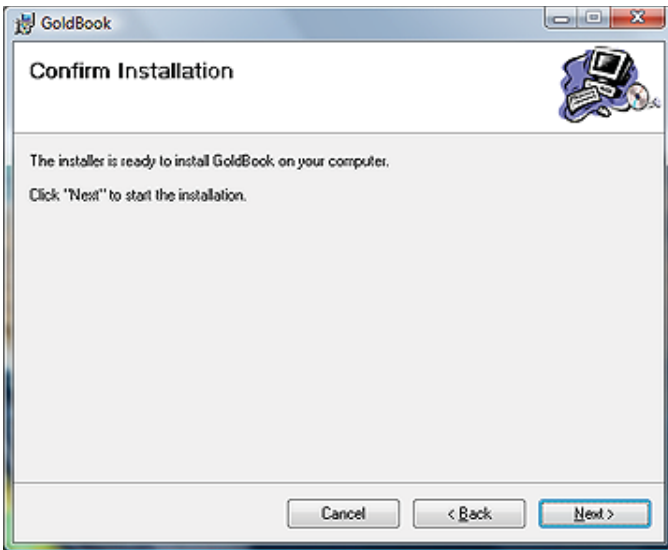 GoldBook
Confirm Installation
The installer is ready to install GoldBook on your computer.
Click "Next" to start the installation.
Cancel
< Back
Next >